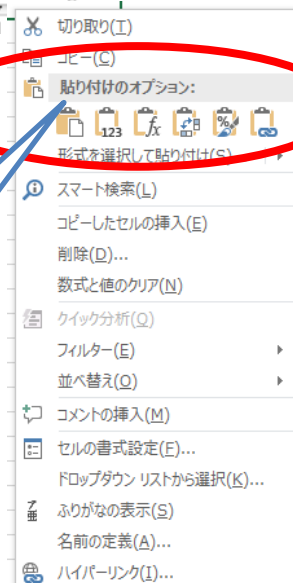 切り取り(T)
コピー(C)
貼り付けのオプション:
123
fx
%
形式を選択して貼り付け(S)
スマート検索(L)
コピーしたセルの挿入(E)
削除(D)...
数式と値のクリア(N)
クイック分析(Q)
フィルター(E)
並べ替え(O)
コメントの挿入(M)
セルの書式設定(F)...
ドロップダウン リストから選択(K)...
ふりがなの表示(S)
名前の定義(A)...
ハイパーリンク(I)...